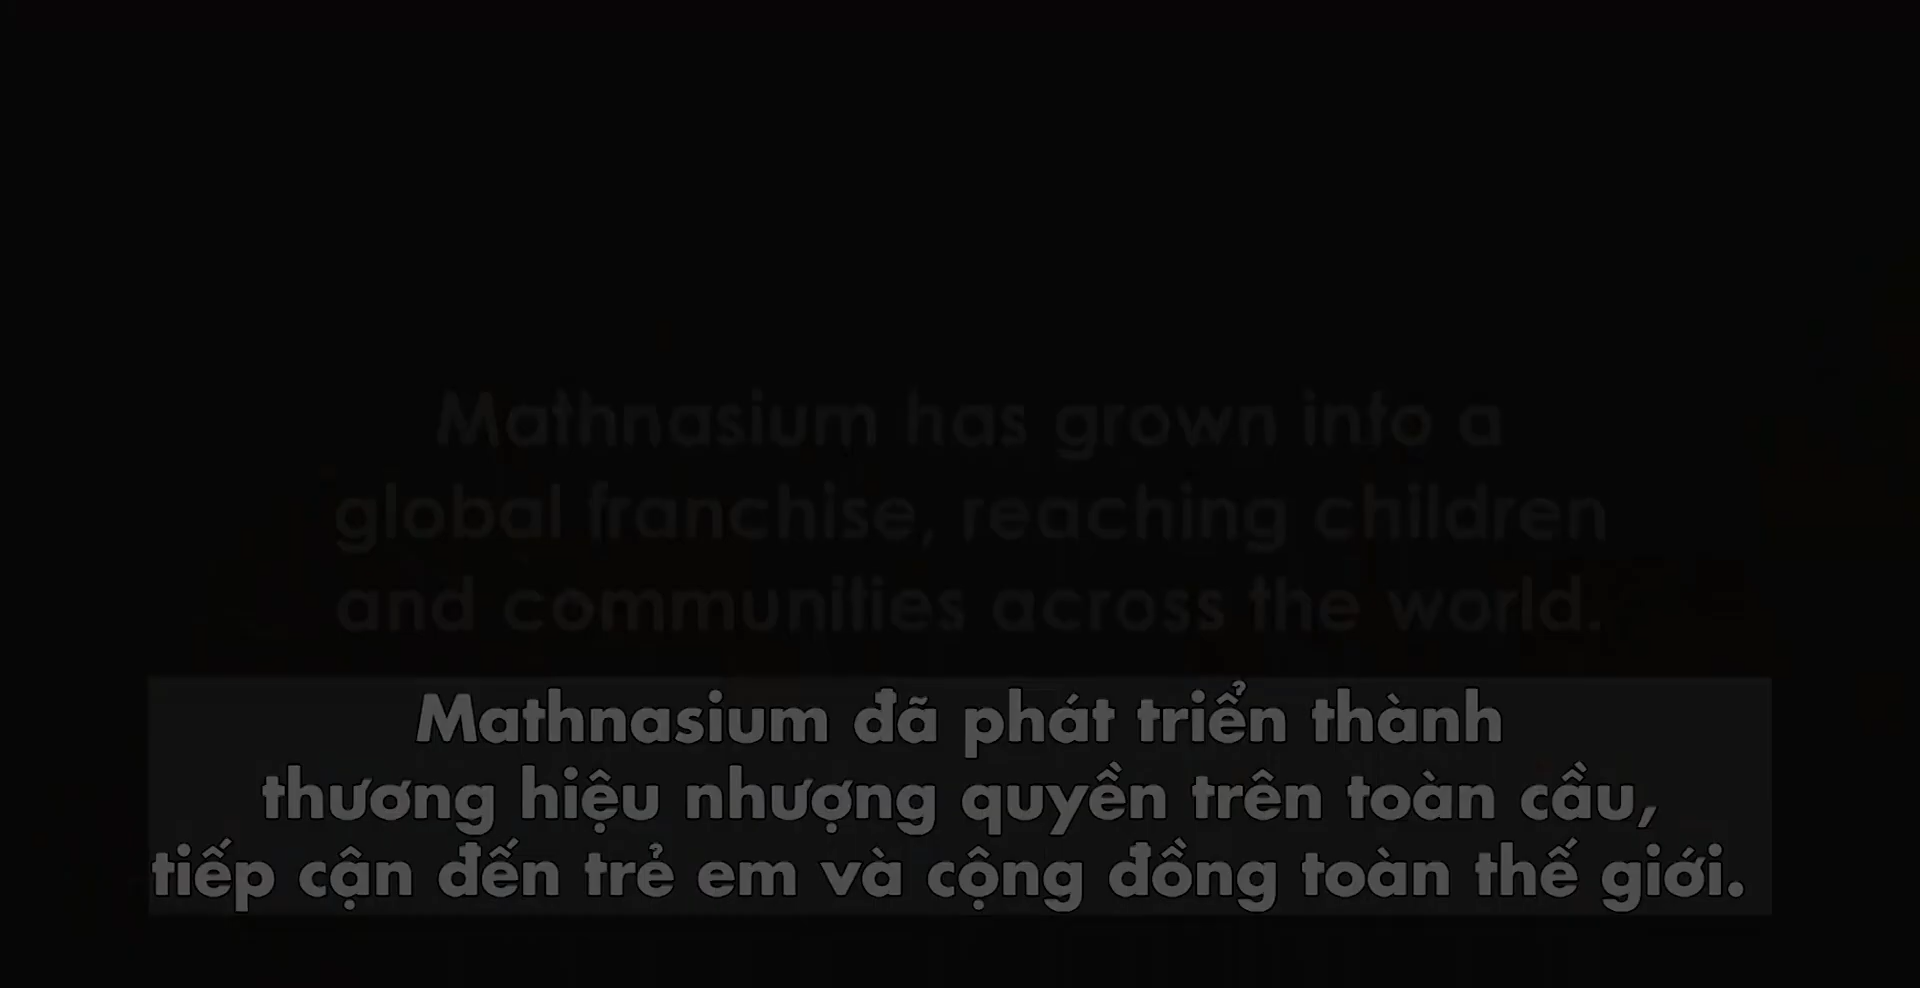 Mathnasium has grown into a
global franchise, reaching children
and communities across the world.
Mathnasium đã phát triển thành
thương hiệu nhượng quyền trên toàn cầu,
tiếp cận đến trẻ em và cộng đồng toàn thế giới.